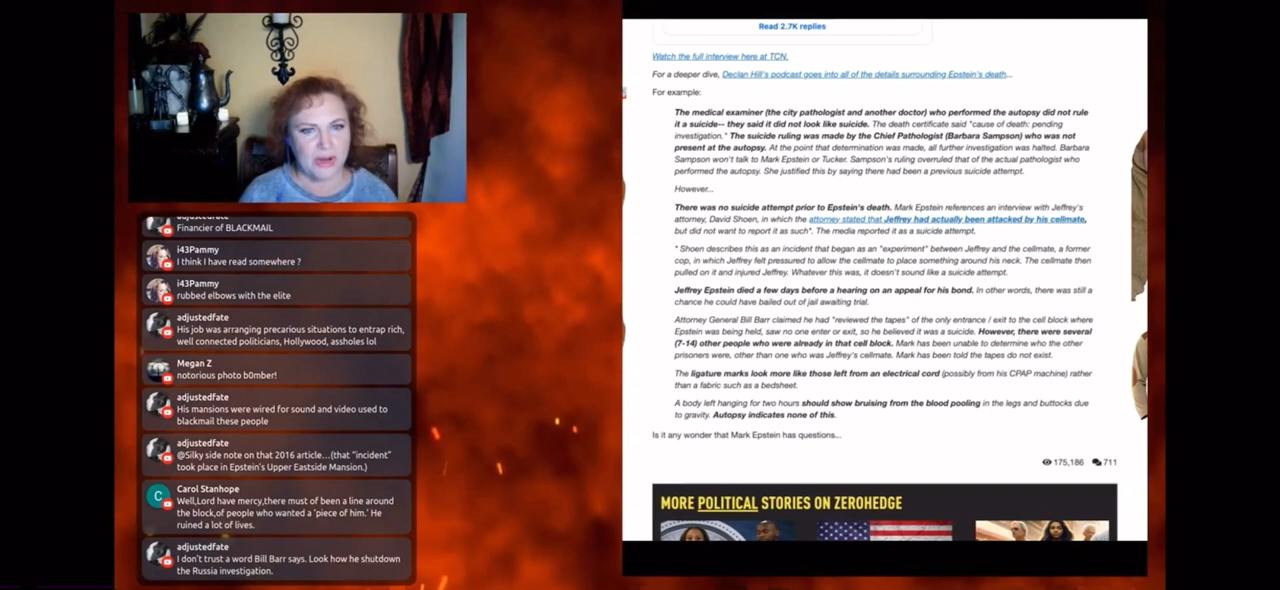 adjustedfate
Financier of BLACKMAIL
i43Pammy
I think I have read somewhere ?
i43Pammy
rubbed elbows with the elite
adjustedfate
His job was arranging precarious situations to entrap rich,
well connected politicians, Hollywood, assholes lol
Megan Z
notorious photo b0mber!
adjustedfate
His mansions were wired for sound and video used to
blackmail these people
adjustedfate
@Silky side note on that 2016 article...(that "incident"
took place in Epstein's Upper Eastside Mansion.)
C
Carol Stanhope
Well,Lord have mercy,there must of been a line around
the block,of people who wanted a 'piece of him.' He
ruined a lot of lives.
adjustedfate
I don't trust a word Bill Barr says. Look how he shutdown
the Russia investigation.
Read 2.7K replies
Watch the full interview here at TCN.
For a deeper dive, Declan Hill's podcast goes into all of the details surrounding Epstein's death...
For example:
The medical examiner (the city pathologist and another doctor) who performed the autopsy did not rule
it a suicide-- they said it did not look like suicide. The death certificate said "cause of death: pending
investigation." The suicide ruling was made by the Chief Pathologist (Barbara Sampson) who was not
present at the autopsy. At the point that determination was made, all further investigation was halted. Barbara
Sampson won't talk to Mark Epstein or Tucker. Sampson's ruling overruled that of the actual pathologist who
performed the autopsy. She justified this by saying there had been a previous suicide attempt.
However...
There was no suicide attempt prior to Epstein's death. Mark Epstein references an interview with Jeffrey's
attorney, David Shoen, in which the attorney stated that Jeffrey had actually been attacked by his cellmate,
but did not want to report it as such*. The media reported it as a suicide attempt.
* Shoen describes this as an incident that began as an "experiment" between Jeffrey and the cellmate, a former
cop, in which Jeffrey felt pressured to allow the cellmate to place something around his neck. The cellmate then
pulled on it and injured Jeffrey. Whatever this was, it doesn't sound like a suicide attempt.
Jeffrey Epstein died a few days before a hearing on an appeal for his bond. In other words, there was still a
chance he could have bailed out of jail awaiting trial.
Attorney General Bill Barr claimed he had "reviewed the tapes" of the only entrance / exit to the cell block where
Epstein was being held, saw no one enter or exit, so he believed it was a suicide. However, there were several
(7-14) other people who were already in that cell block. Mark has been unable to determine who the other
prisoners were, other than one who was Jeffrey's cellmate. Mark has been told the tapes do not exist.
The ligature marks look more like those left from an electrical cord (possibly from his CPAP machine) rather
than a fabric such as a bedsheet.
A body left hanging for two hours should show bruising from the blood pooling in the legs and buttocks due
to gravity. Autopsy indicates none of this.
Is it any wonder that Mark Epstein has questions...
175,186 711
MORE POLITICAL STORIES ON ZEROHEDGE